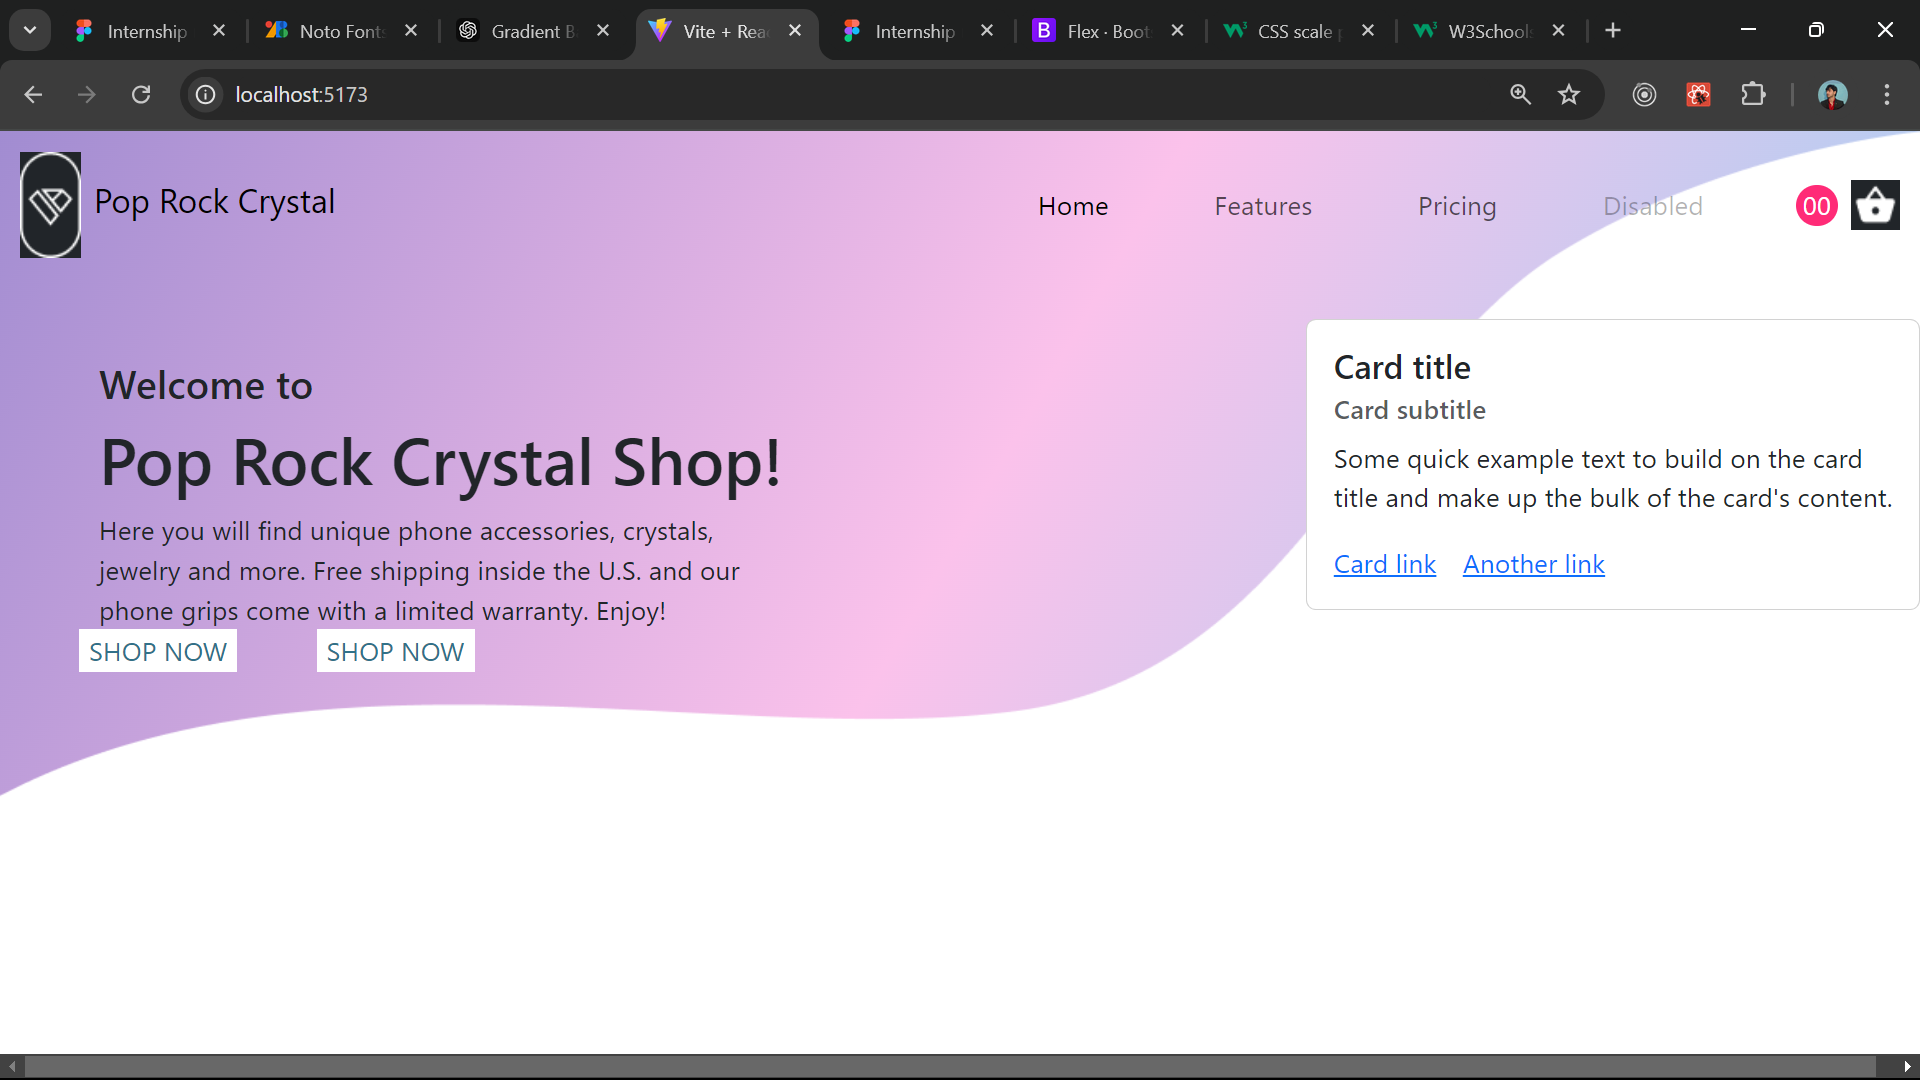 Internship
Noto Fonts
Gradient B
Vite + Rea
Internship
Flex · Boot
CSS scale
W3Schools
localhost:5173
Pop Rock Crystal
Home
Features
Pricing
Disabled
00
Welcome to
Pop Rock Crystal Shop!
Here you will find unique phone accessories, crystals,
jewelry and more. Free shipping inside the U.S. and our
phone grips come with a limited warranty. Enjoy!
SHOP NOW
SHOP NOW
Card title
Card subtitle
Some quick example text to build on the card
title and make up the bulk of the card's content.
Card link
Another link